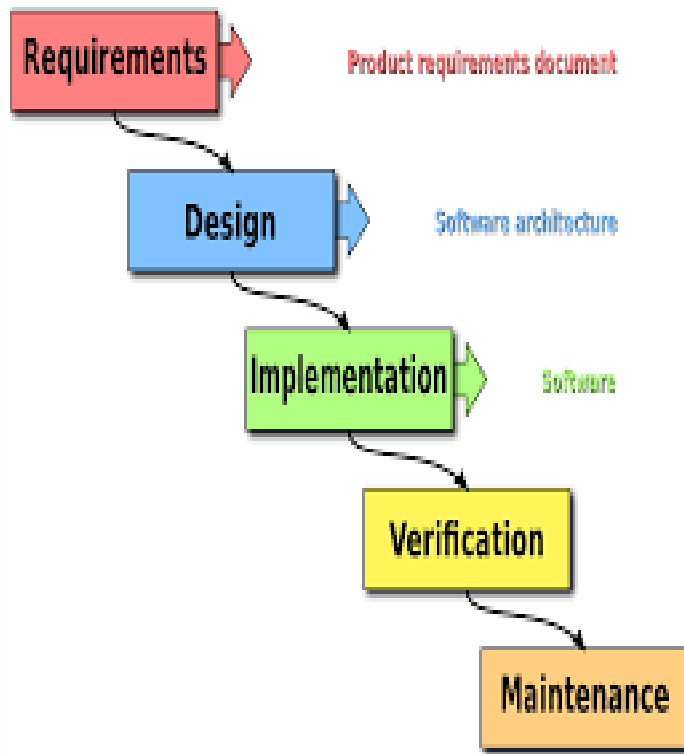 Requirements
Product requirements document
Design
Software architecture
Implementation
Software
Verification
Maintenance